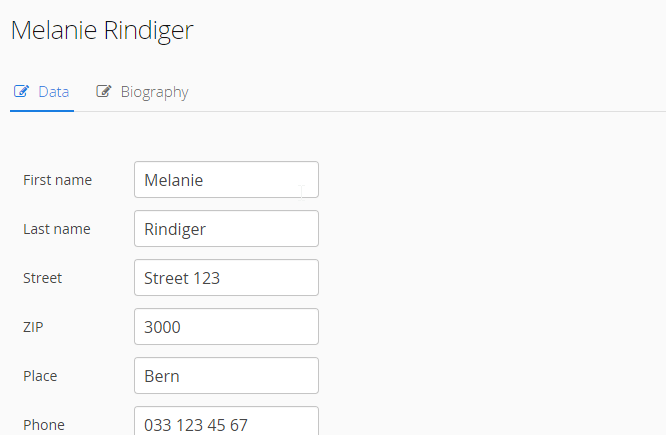 Melanie Rindiger
Data Biography
First name Melanie
Last name Rindiger
Street Street 123
ZIP 3000
Place Bern
Phone 033 123 45 67